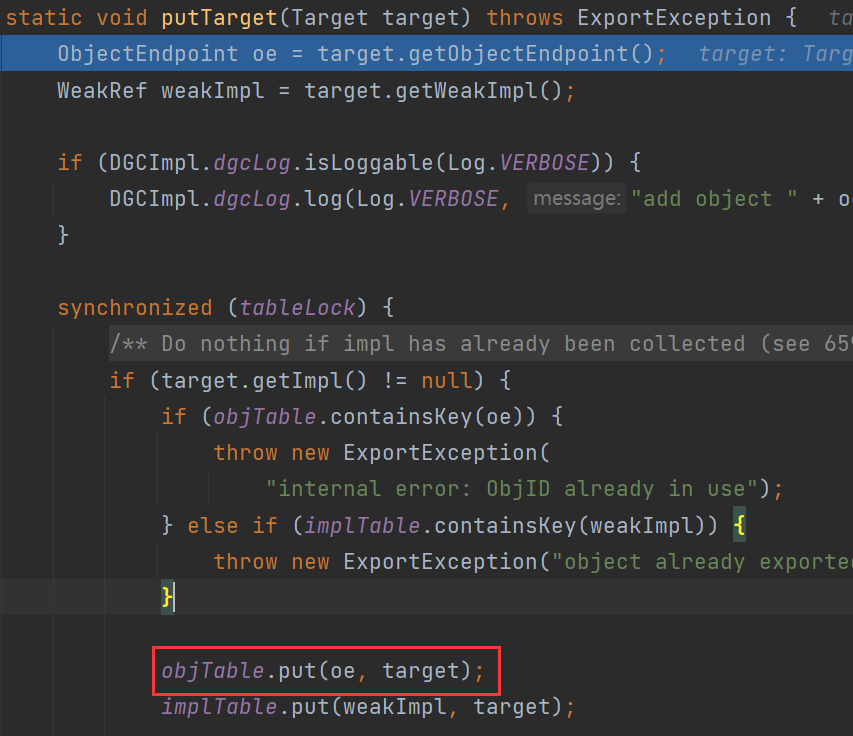 static void putTarget(Target target) throws ExportException {
ObjectEndpoint oe = target.getObjectEndpoint(); target:
WeakRef weakImpl = target.getWeakImpl();
if (DGCImpl.dgcLog.isLoggable(Log.VERBOSE)) {
DGCImpl.dgcLog.log(Log.VERBOSE, message: "add object " +
}
synchronized (tableLock) {
/** Do nothing if impl has already been collected (see
if (target.getImpl() != null) {
if (objTable.containsKey(oe)) {
throw new ExportException(
"internal error: ObjID already in use");
} else if (implTable.containsKey(weakImpl)) {
throw new ExportException("object already exported
}
objTable.put(oe, target);
implTable.put(weakImpl, target);